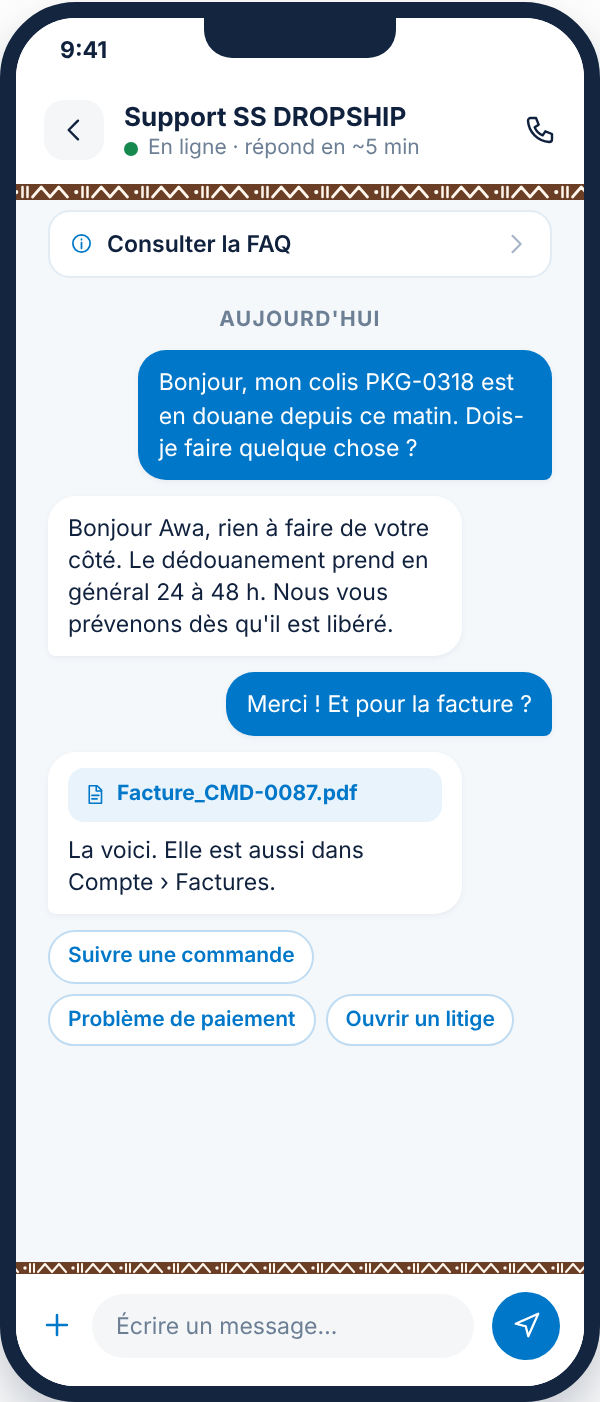 9:41
Support SS DROPSHIP
En ligne · répond en ~5 min
Consulter la FAQ
AUJOURD'HUI
Bonjour, mon colis PKG-0318 est
en douane depuis ce matin. Dois-
je faire quelque chose ?
Bonjour Awa, rien à faire de votre
côté. Le dédouanement prend en
général 24 à 48 h. Nous vous
prévenons dès qu'il est libéré.
Merci ! Et pour la facture ?
Facture_CMD-0087.pdf
La voici. Elle est aussi dans
Compte › Factures.
Suivre une commande
Problème de paiement
Ouvrir un litige
Écrire un message...